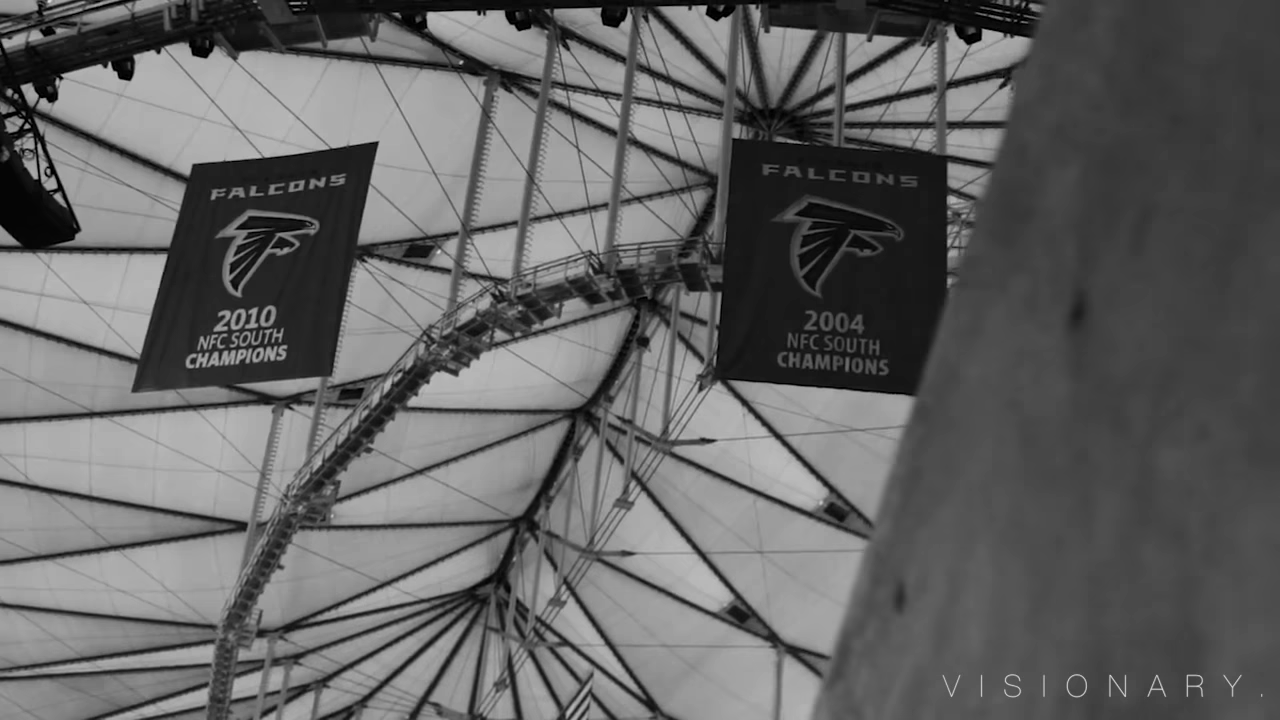 FALCONS
2010
NFC SOUTH
CHAMPIONS
FALCONS
2004
NFC SOUTH
CHAMPIONS
VISIONARY.